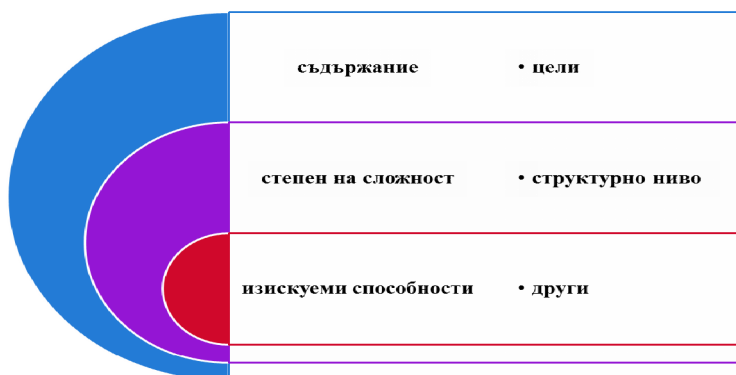 съдържание • цели
степен на сложност • структурно ниво
изискуеми способности • други